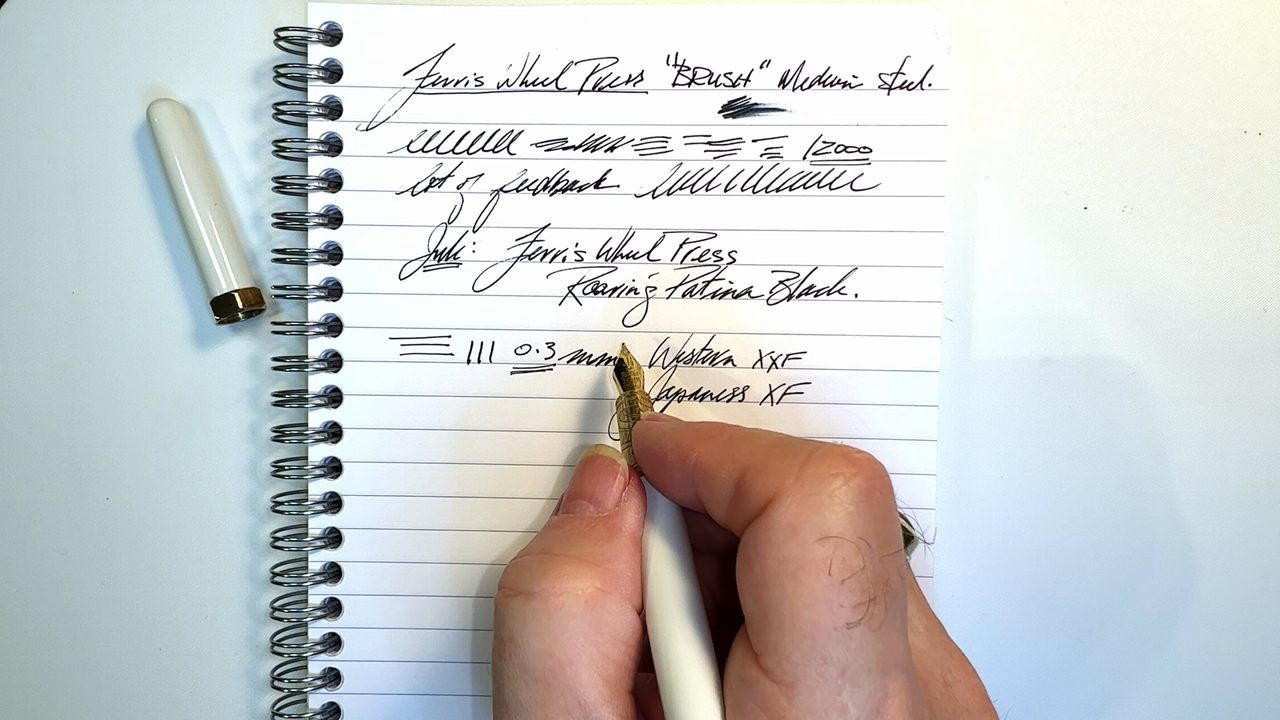 Ferris Wheel Press "BRUSH" Medium Steel.
12000
lot of feedback
Ink: Ferris Wheel Press
Roaring Patina Black.
0.3 mm Western XXF
Japaness XF